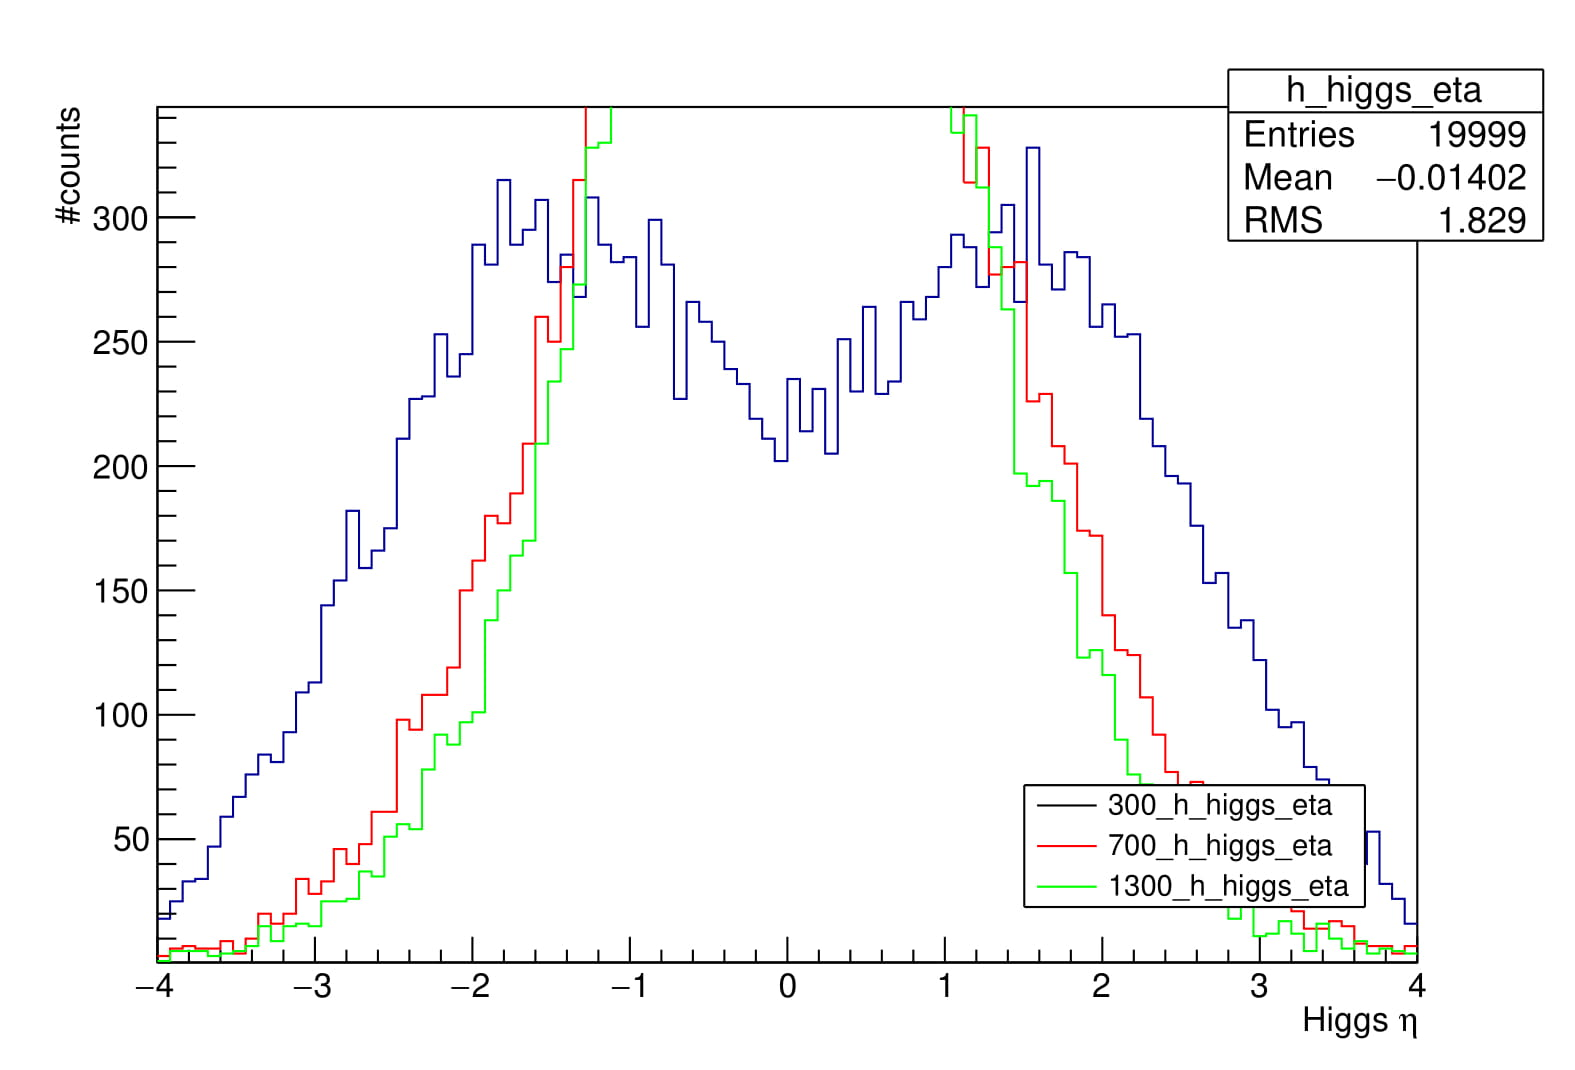 h_higgs_eta
Entries 19999
Mean −0.01402
RMS 1.829
#counts
300
250
200
150
100
50
300_h_higgs_eta
700_h_higgs_eta
1300_h_higgs_eta
−4 −3 −2 −1 0 1 2 3 4
Higgs η